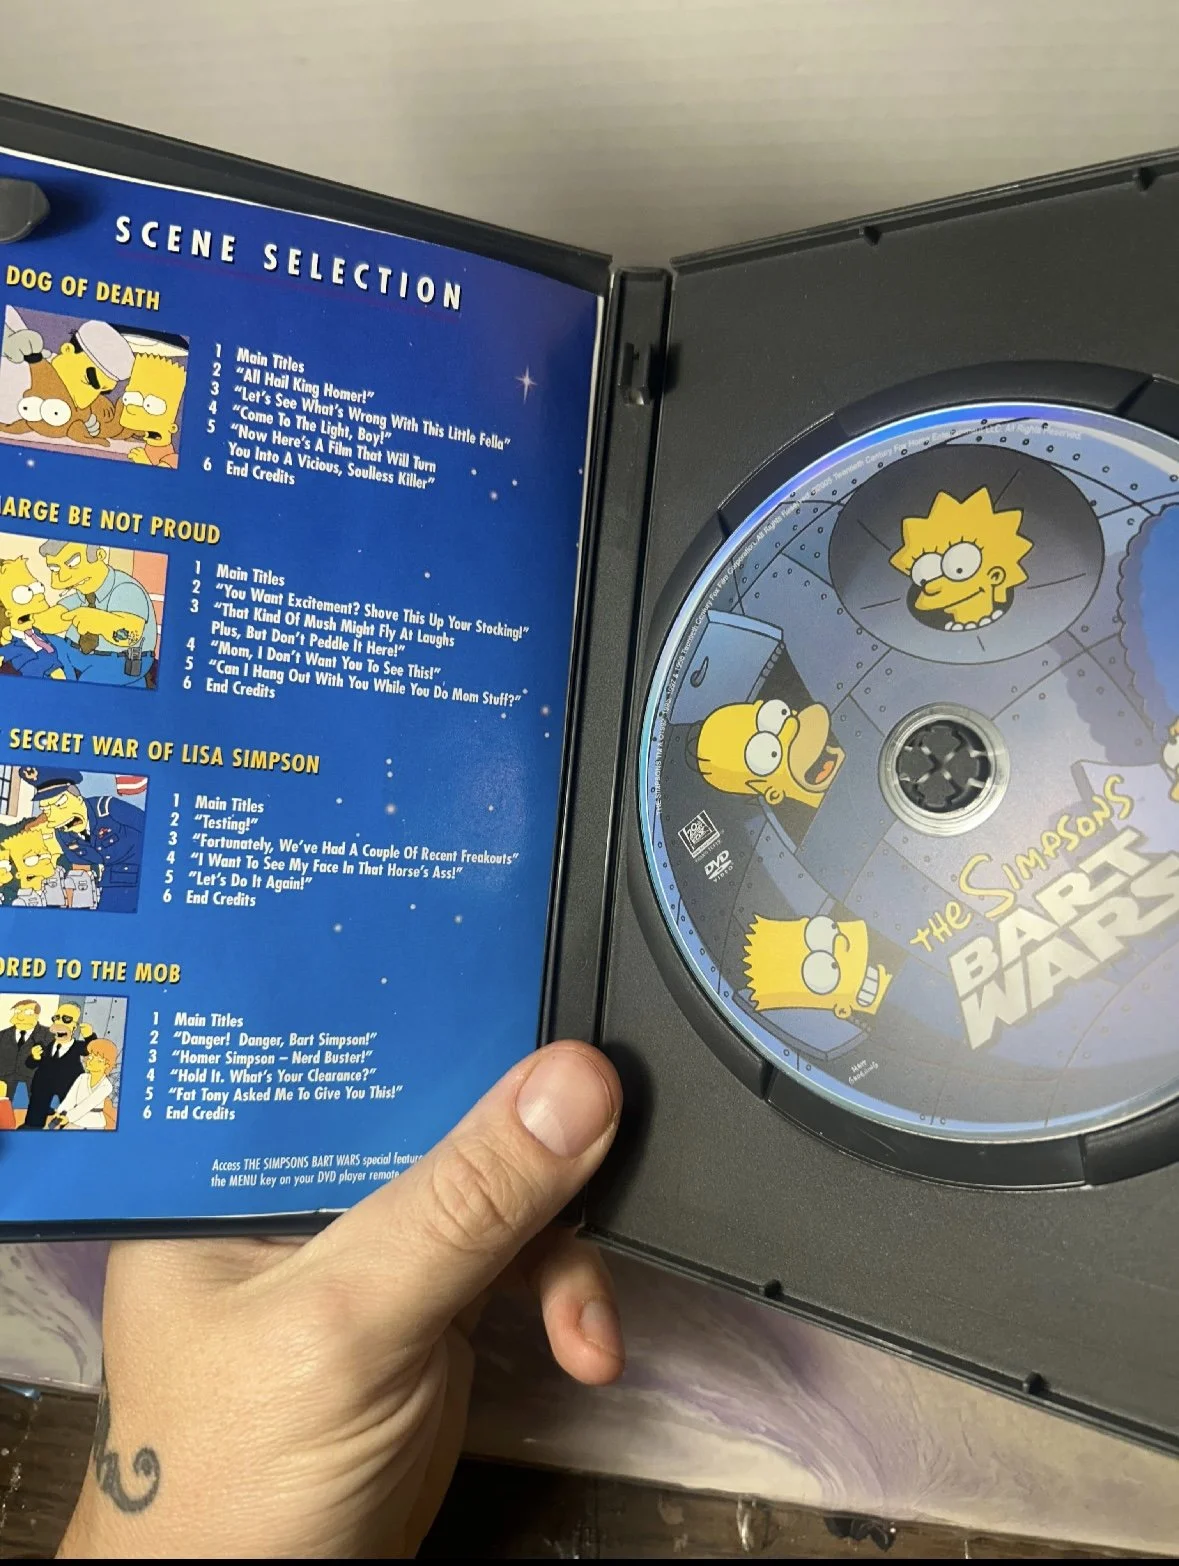 SCENE SELECTION
DOG OF DEATH
1 Main Titles
2 "All Hail King Homer!"
3 "Let's See What's Wrong With This Little Fella"
4 "Come To The Light, Boy!"
5 "Now Here's A Film That Will Turn
You Into A Vicious, Soulless Killer"
6 End Credits
ARGE BE NOT PROUD
1 Main Titles
2 "You Want Excitement? Shove This Up Your Stocking!"
3 "That Kind Of Mush Might Fly At Laughs
Plus, But Don't Peddle It Here!"
4 "Mom, I Don't Want You To See This!"
5 "Can I Hang Out With You While You Do Mom Stuff?"
6 End Credits
SECRET WAR OF LISA SIMPSON
1 Main Titles
2 "Testing!"
3 "Fortunately, We've Had A Couple Of Recent Freakouts"
4 "I Want To See My Face In That Horse's Ass!"
5 "Let's Do It Again!"
6 End Credits
ORED TO THE MOB
1 Main Titles
2 "Danger! Danger, Bart Simpson!"
3 "Homer Simpson – Nerd Buster!"
4 "Hold It. What's Your Clearance?"
5 "Fat Tony Asked Me To Give You This!"
6 End Credits
Access THE SIMPSONS BART WARS special featur
the MENU key on your DVD player remote
THE SIMPSONS
BART
WARS
DVD
VIDEO